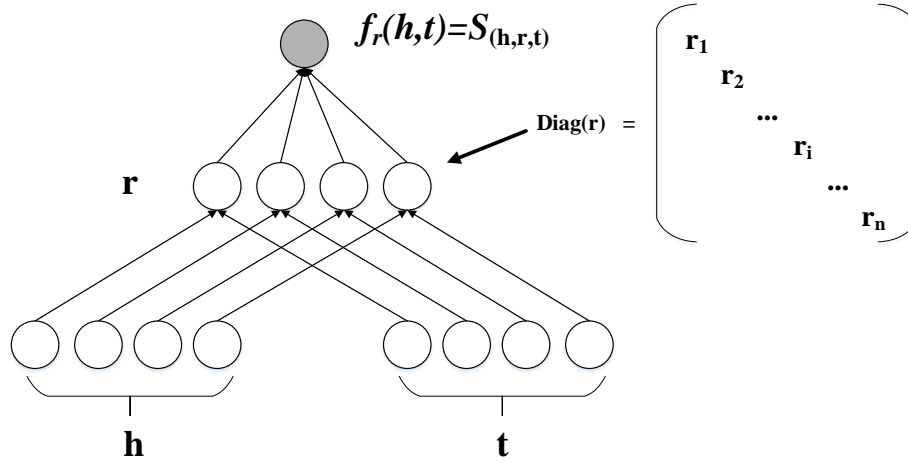 f_r(h,t)=S_(h,r,t)
r
Diag(r) =
r_1
r_2
...
r_i
...
r_n
h
t